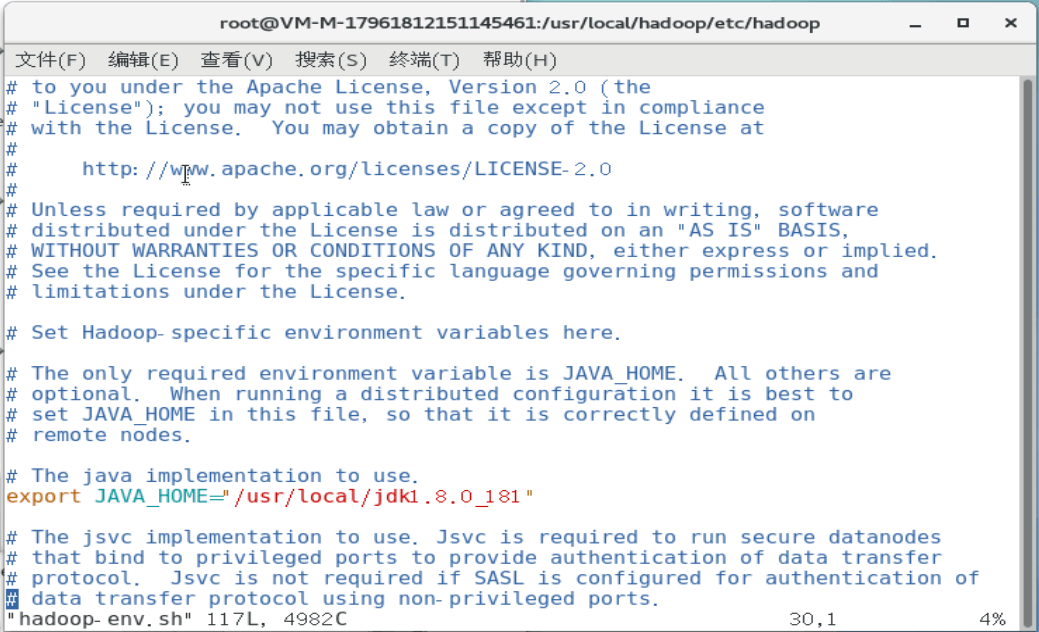 root@VM-M-17961812151145461:/usr/local/hadoop/etc/hadoop
文件(F) 编辑(E) 查看(V) 搜索(S) 终端(T) 帮助(H)
# to you under the Apache License, Version 2.0 (the
# "License"); you may not use this file except in compliance
# with the License.  You may obtain a copy of the License at
#
#     http://www.apache.org/licenses/LICENSE-2.0
#
# Unless required by applicable law or agreed to in writing, software
# distributed under the License is distributed on an "AS IS" BASIS,
# WITHOUT WARRANTIES OR CONDITIONS OF ANY KIND, either express or implied.
# See the License for the specific language governing permissions and
# limitations under the License.
# Set Hadoop-specific environment variables here.
# The only required environment variable is JAVA_HOME.  All others are
# optional.  When running a distributed configuration it is best to
# set JAVA_HOME in this file, so that it is correctly defined on
# remote nodes.
# The java implementation to use.
export JAVA_HOME="/usr/local/jdk1.8.0_181"
# The jsvc implementation to use. Jsvc is required to run secure datanodes
# that bind to privileged ports to provide authentication of data transfer
# protocol.  Jsvc is not required if SASL is configured for authentication of
# data transfer protocol using non-privileged ports.
"hadoop-env.sh" 117L, 4982C 30,1 4%